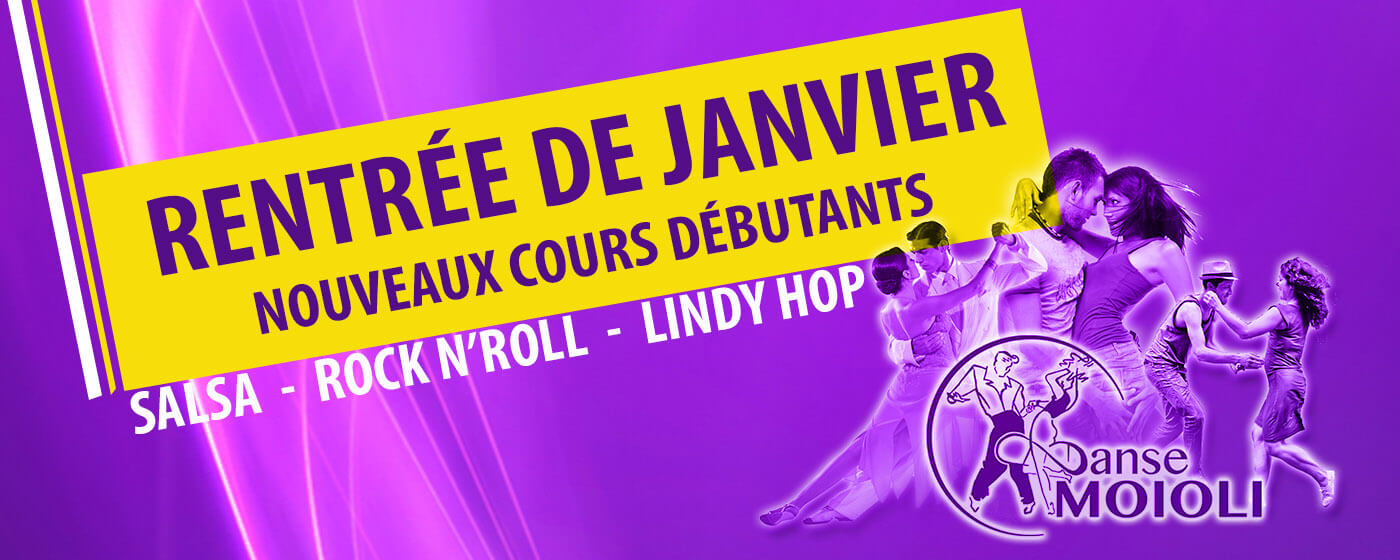 RENTRÉE DE JANVIER
NOUVEAUX COURS DÉBUTANTS
SALSA - ROCK N’ROLL - LINDY HOP
Danse
MOIOLI